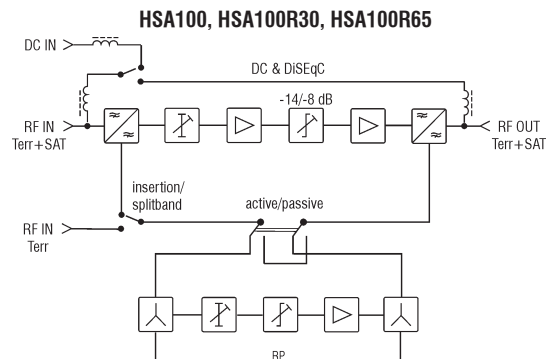 HSA100, HSA100R30, HSA100R65
DC IN
DC & DiSEqC
-14/-8 dB
RF IN
Terr+SAT
RF OUT
Terr+SAT
insertion/
splitband
active/passive
RF IN
Terr
RP